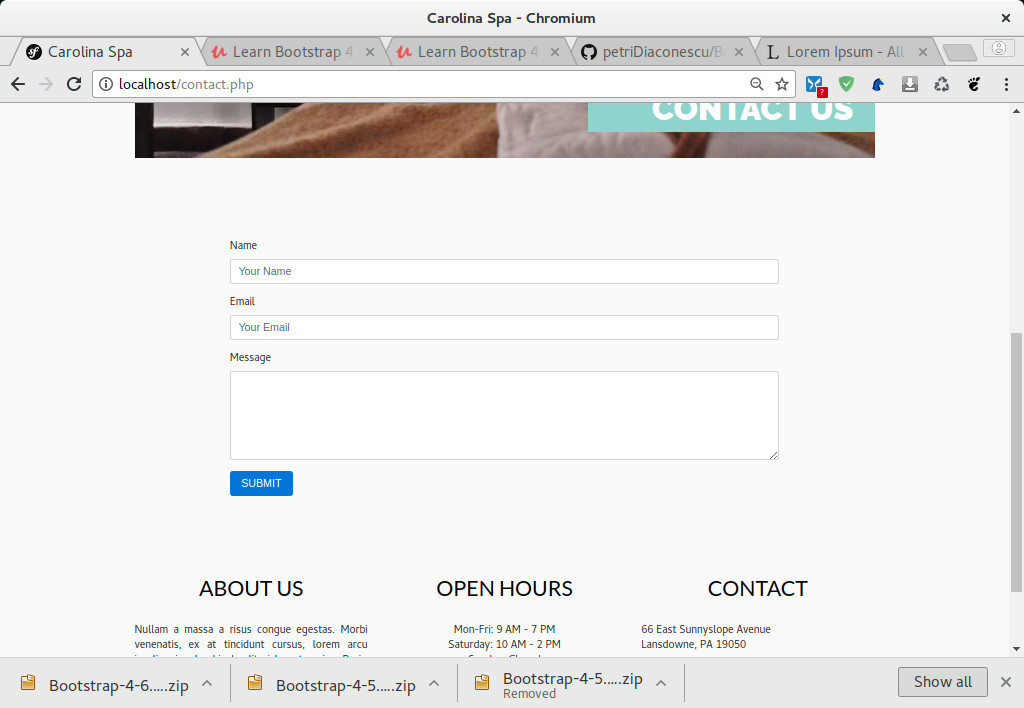 Carolina Spa - Chromium
Carolina Spa
Learn Bootstrap 4
Learn Bootstrap 4
petriDiaconescu/B
Lorem Ipsum - All
localhost/contact.php
CONTACT US
Name
Your Name
Email
Your Email
Message
SUBMIT
ABOUT US
Nullam a massa a risus congue egestas. Morbi
venenatis, ex at tincidunt cursus, lorem arcu
OPEN HOURS
Mon-Fri: 9 AM - 7 PM
Saturday: 10 AM - 2 PM
CONTACT
66 East Sunnyslope Avenue
Lansdowne, PA 19050
Bootstrap-4-6.....zip
Bootstrap-4-5.....zip
Bootstrap-4-5.....zip
Removed
Show all